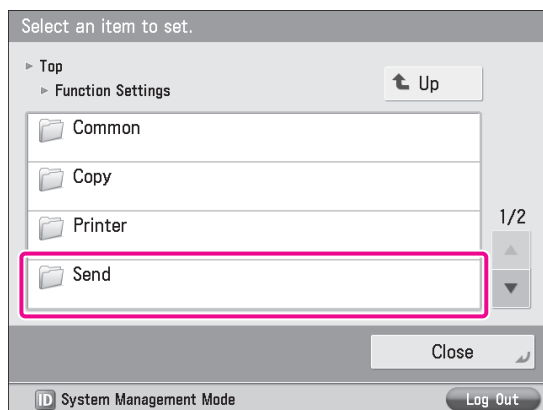 Select an item to set.
Top
Function Settings
Up
Common
Copy
Printer
Send
1/2
Close
ID System Management Mode
Log Out